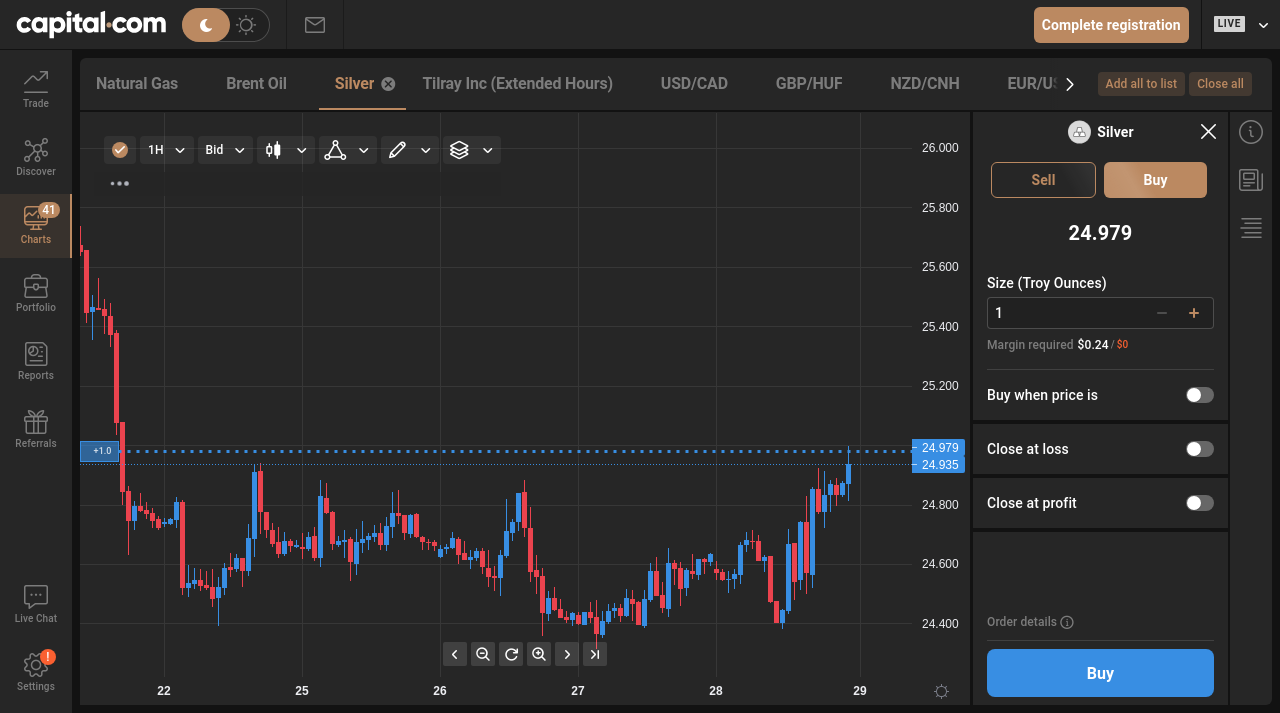 capital.com
Complete registration
LIVE
Trade
Discover
41
Charts
Portfolio
Reports
Referrals
Live Chat
!
Settings
Natural Gas
Brent Oil
Silver
Tilray Inc (Extended Hours)
USD/CAD
GBP/HUF
NZD/CNH
EUR/US
Add all to list
Close all
1H
Bid
26.000
25.800
25.600
25.400
25.200
24.979
24.935
24.800
24.600
24.400
+1.0
22
25
26
27
28
29
Silver
Sell
Buy
24.979
Size (Troy Ounces)
1
Margin required $0.24 / $0
Buy when price is
Close at loss
Close at profit
Order details
Buy